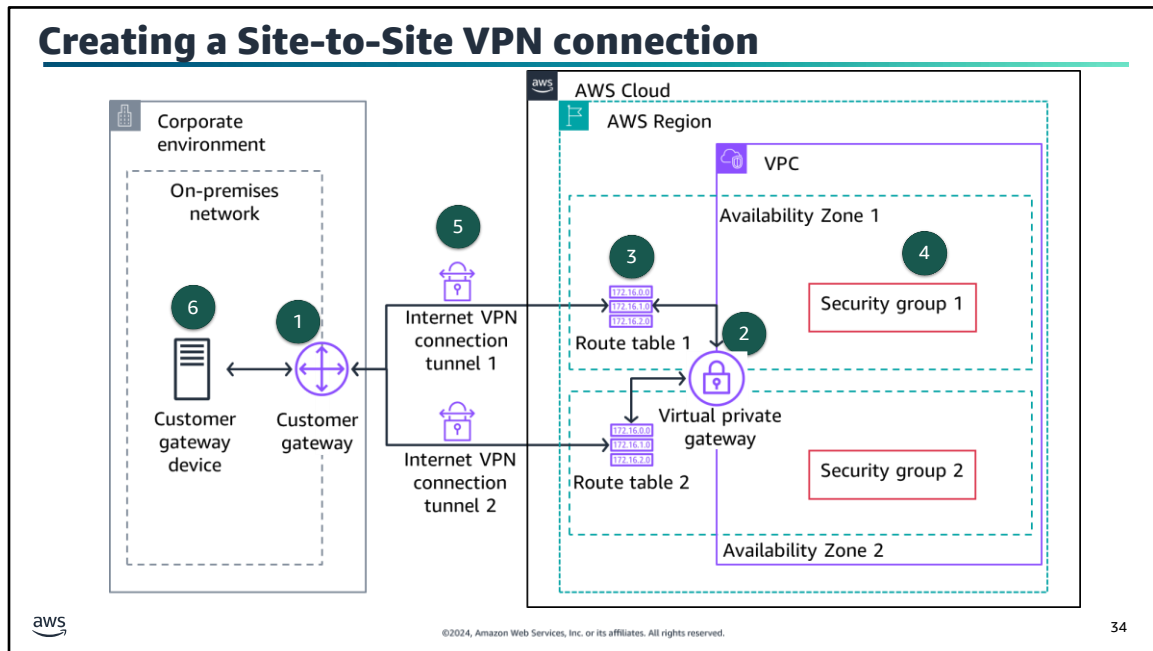 Creating a Site-to-Site VPN connection
aws
AWS Cloud
AWS Region
Corporate
environment
VPC
On-premises
network
Availability Zone 1
5
3
4
172.16.0.0
172.16.1.0
172.16.2.0
Security group 1
6
1
Internet VPN
connection
tunnel 1
Route table 1
2
Customer
gateway
device
Customer
gateway
Virtual private
gateway
172.16.0.0
172.16.1.0
172.16.2.0
Internet VPN
connection
tunnel 2
Route table 2
Security group 2
Availability Zone 2
aws
©2024, Amazon Web Services, Inc. or its affiliates. All rights reserved.
34